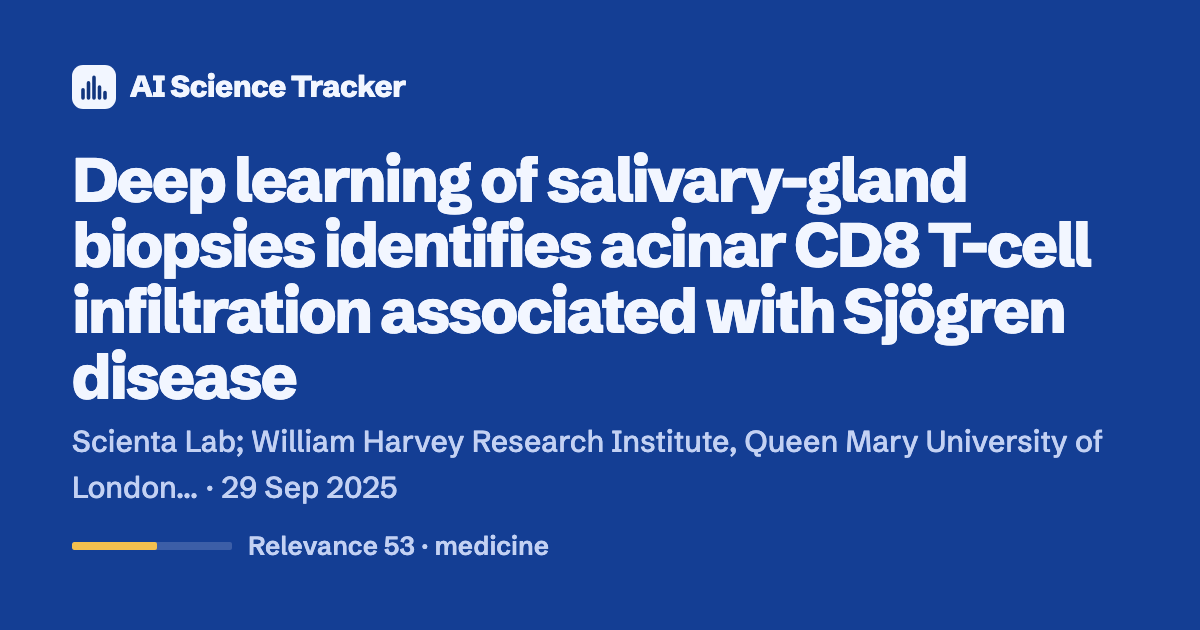 AI Science Tracker
Deep learning of salivary-gland
biopsies identifies acinar CD8 T-cell
infiltration associated with Sjögren
disease
Scienta Lab; William Harvey Research Institute, Queen Mary University of
London... · 29 Sep 2025
Relevance 53 · medicine